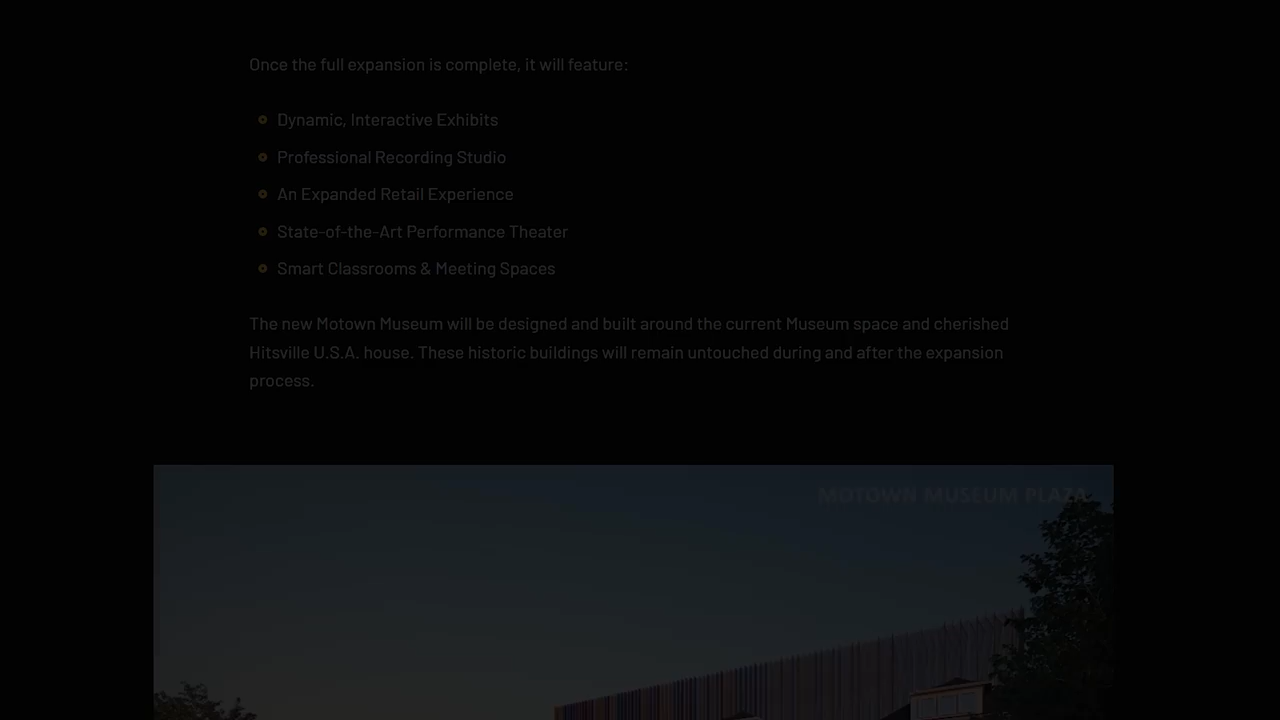 Once the full expansion is complete, it will feature:
Dynamic, Interactive Exhibits
Professional Recording Studio
An Expanded Retail Experience
State-of-the-Art Performance Theater
Smart Classrooms & Meeting Spaces
The new Motown Museum will be designed and built around the current Museum space and cherished
Hitsville U.S.A. house. These historic buildings will remain untouched during and after the expansion
process.
MOTOWN MUSEUM PLAZA